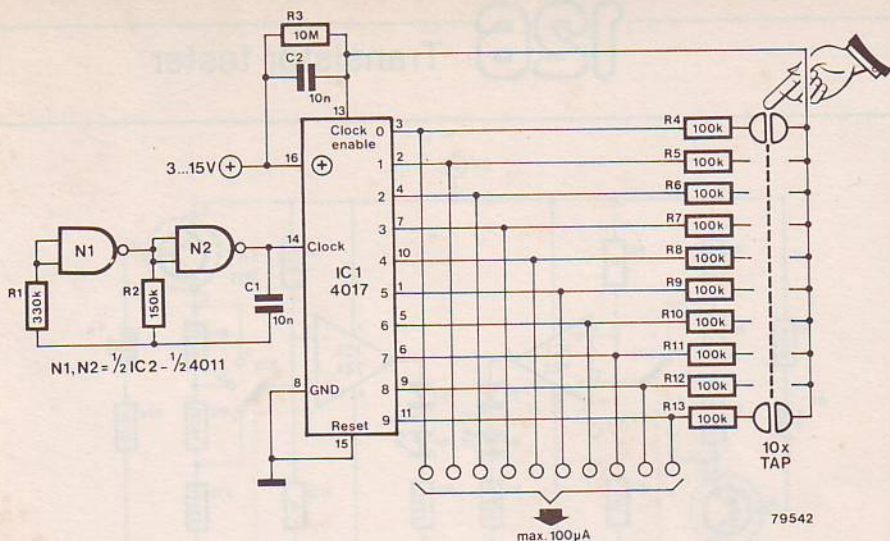 R3
10M
C2
10n
13
Clock enable
0
3
R4
100k
3...15V
16
1
2
R5
100k
2
4
R6
100k
3
7
R7
100k
N1
N2
14
Clock
4
10
R8
100k
IC1
4017
R1
330k
R2
150k
C1
10n
5
1
R9
100k
6
5
R10
100k
7
6
R11
100k
N1, N2 = ½ IC2 - ½ 4011
8
GND
8
9
R12
100k
Reset
15
9
11
R13
100k
10x
TAP
79542
max. 100µA
126
Transistor tester